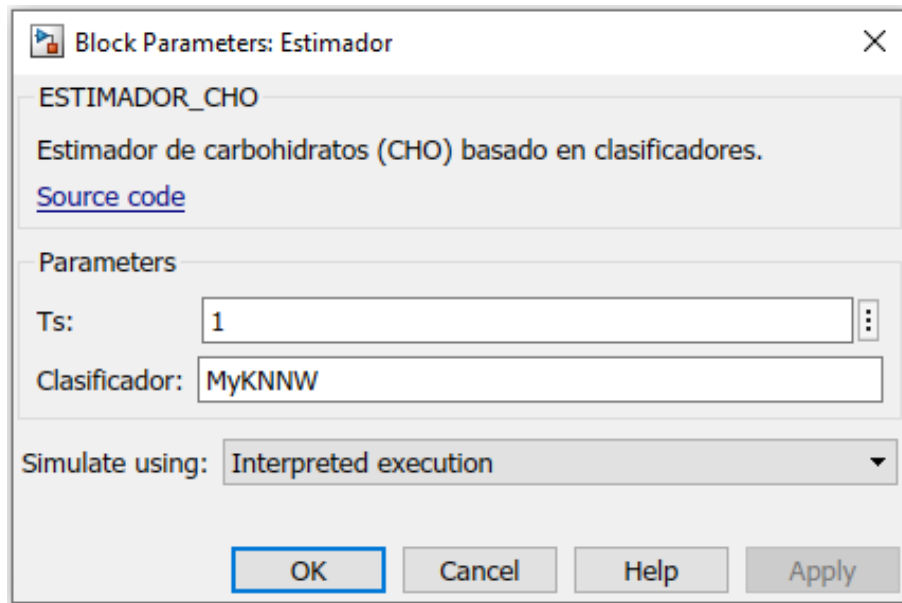 Block Parameters: Estimador
ESTIMADOR_CHO
Estimador de carbohidratos (CHO) basado en clasificadores.
Source code
Parameters
Ts: 1
Clasificador: MyKNNW
Simulate using: Interpreted execution
OK Cancel Help Apply